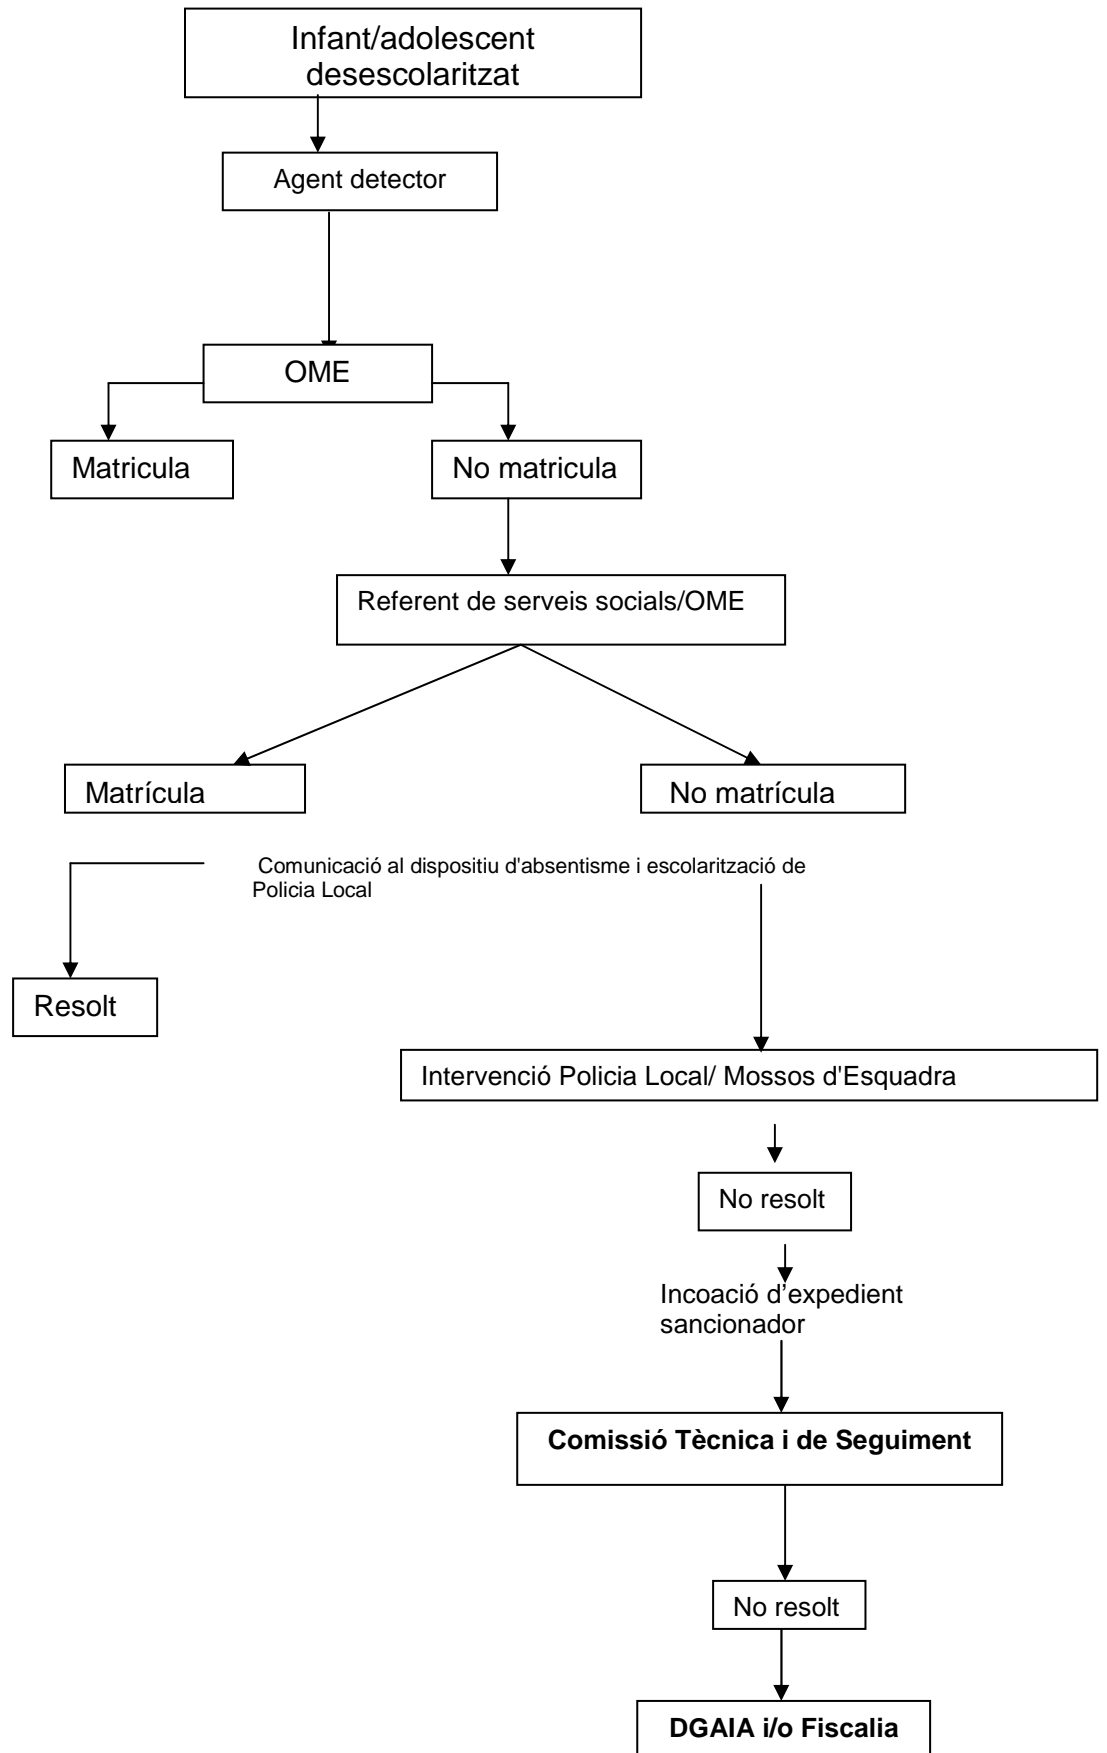 Infant/adolescent
desescolaritzat
Agent detector
OME
Matricula
No matricula
Referent de serveis socials/OME
Matrícula
No matrícula
Comunicació al dispositiu d'absentisme i escolarització de
Policia Local
Resolt
Intervenció Policia Local/ Mossos d'Esquadra
No resolt
Incoació d’expedient
sancionador
Comissió Tècnica i de Seguiment
No resolt
DGAIA i/o Fiscalia